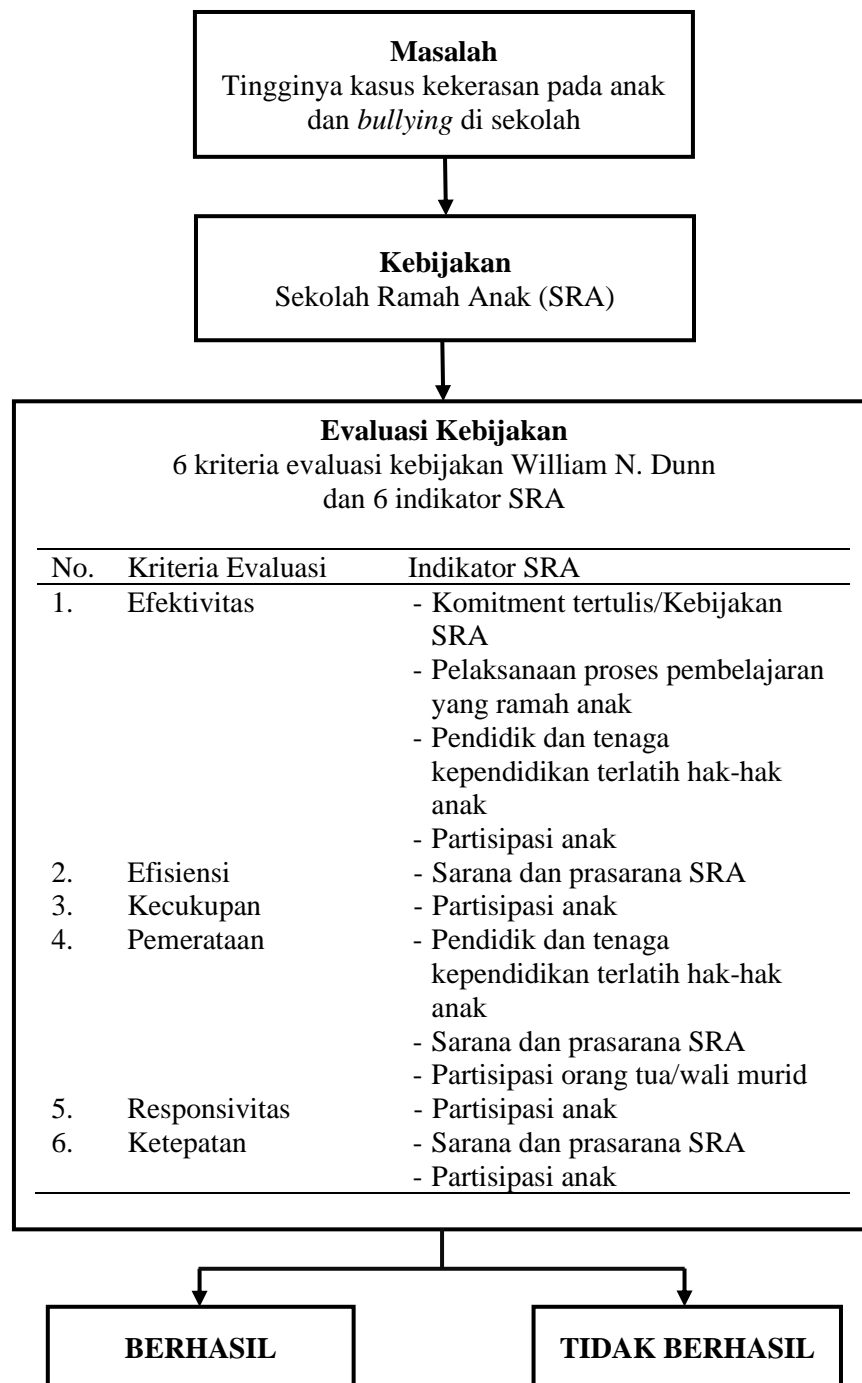 Masalah
Tingginya kasus kekerasan pada anak
dan bullying di sekolah
Kebijakan
Sekolah Ramah Anak (SRA)
Evaluasi Kebijakan
6 kriteria evaluasi kebijakan William N. Dunn
dan 6 indikator SRA
No. Kriteria Evaluasi Indikator SRA
1. Efektivitas - Komitment tertulis/Kebijakan
SRA
- Pelaksanaan proses pembelajaran
yang ramah anak
- Pendidik dan tenaga
kependidikan terlatih hak-hak
anak
- Partisipasi anak
2. Efisiensi - Sarana dan prasarana SRA
3. Kecukupan - Partisipasi anak
4. Pemerataan - Pendidik dan tenaga
kependidikan terlatih hak-hak
anak
- Sarana dan prasarana SRA
- Partisipasi orang tua/wali murid
5. Responsivitas - Partisipasi anak
6. Ketepatan - Sarana dan prasarana SRA
- Partisipasi anak
BERHASIL TIDAK BERHASIL